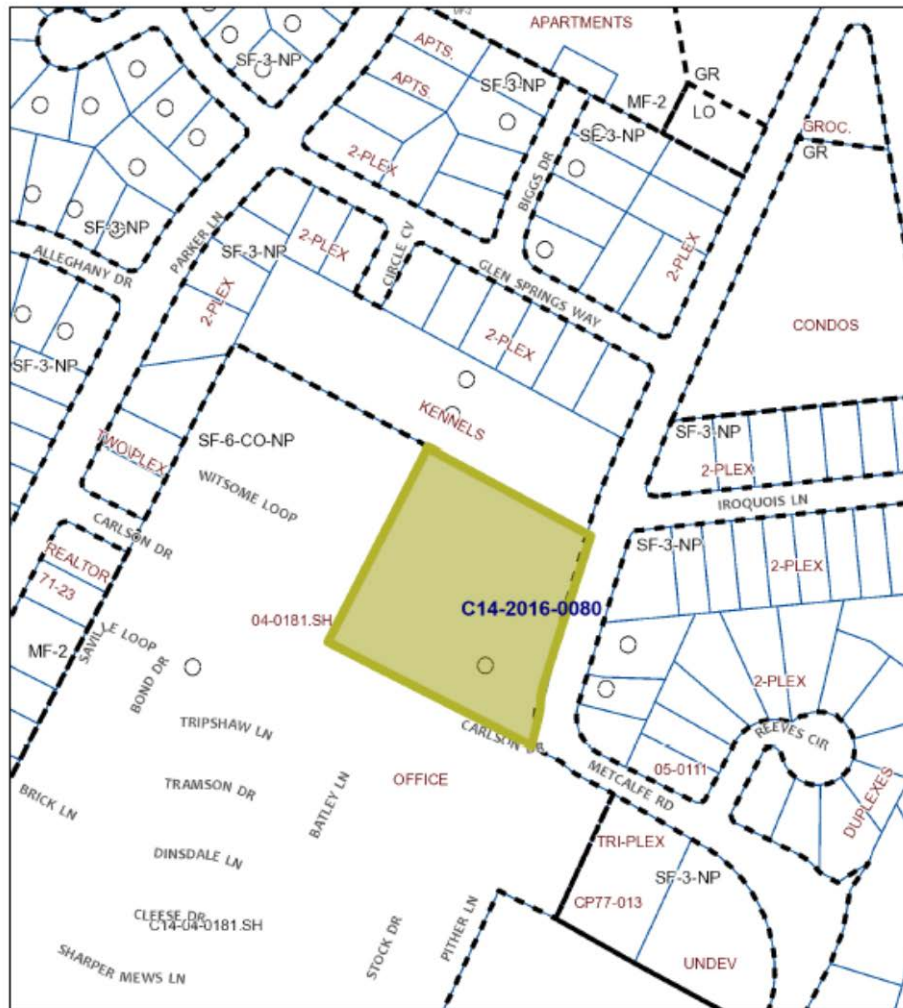 APARTMENTS
APTS.
SF-3-NP
APTS.
SF-3-NP
GR
MF-2
LO
SF-3-NP
GROC.
GR
2-PLEX
BIGGS DR
SF-3-NP
ALLEGHANY DR
PARKER LN
SF-3-NP
2-PLEX
CIRCLE CV
GLEN SPRINGS WAY
2-PLEX
2-PLEX
2-PLEX
CONDOS
SF-3-NP
KENNELS
SF-3-NP
2-PLEX
TWO\PLEX
SF-6-CO-NP
WITSOME LOOP
IROQUOIS LN
CARLSON DR
SF-3-NP
REALTOR
71-23
2-PLEX
C14-2016-0080
04-0181.SH
MF-2
SAVILLE LOOP
BOND DR
2-PLEX
TRIPSHAW LN
CARLSON DR
REEVES CIR
OFFICE
METCALFE RD
05-0111
TRAMSON DR
BATLEY LN
BRICK LN
DUPLEXES
TRI-PLEX
DINSDALE LN
SF-3-NP
CP77-013
CLEESE DR
C14-04-0181.SH
STOCK DR
PITHER LN
SHARPER MEWS LN
UNDEV